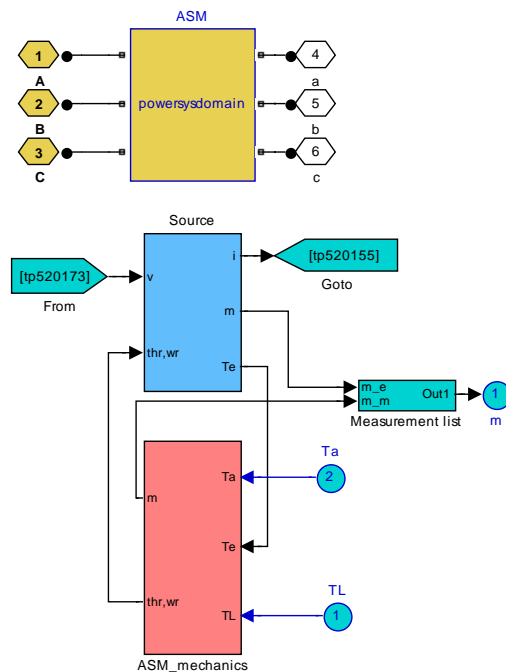 ASM
1
A
2
B
3
C
powersysdomain
4
a
5
b
6
c
Source
[tp520173]
From
v
thr,wr
i
m
Te
[tp520155]
Goto
m_e
m_m
Out1
Measurement list
1
m
Ta
2
m
thr,wr
Ta
Te
TL
TL
1
ASM_mechanics